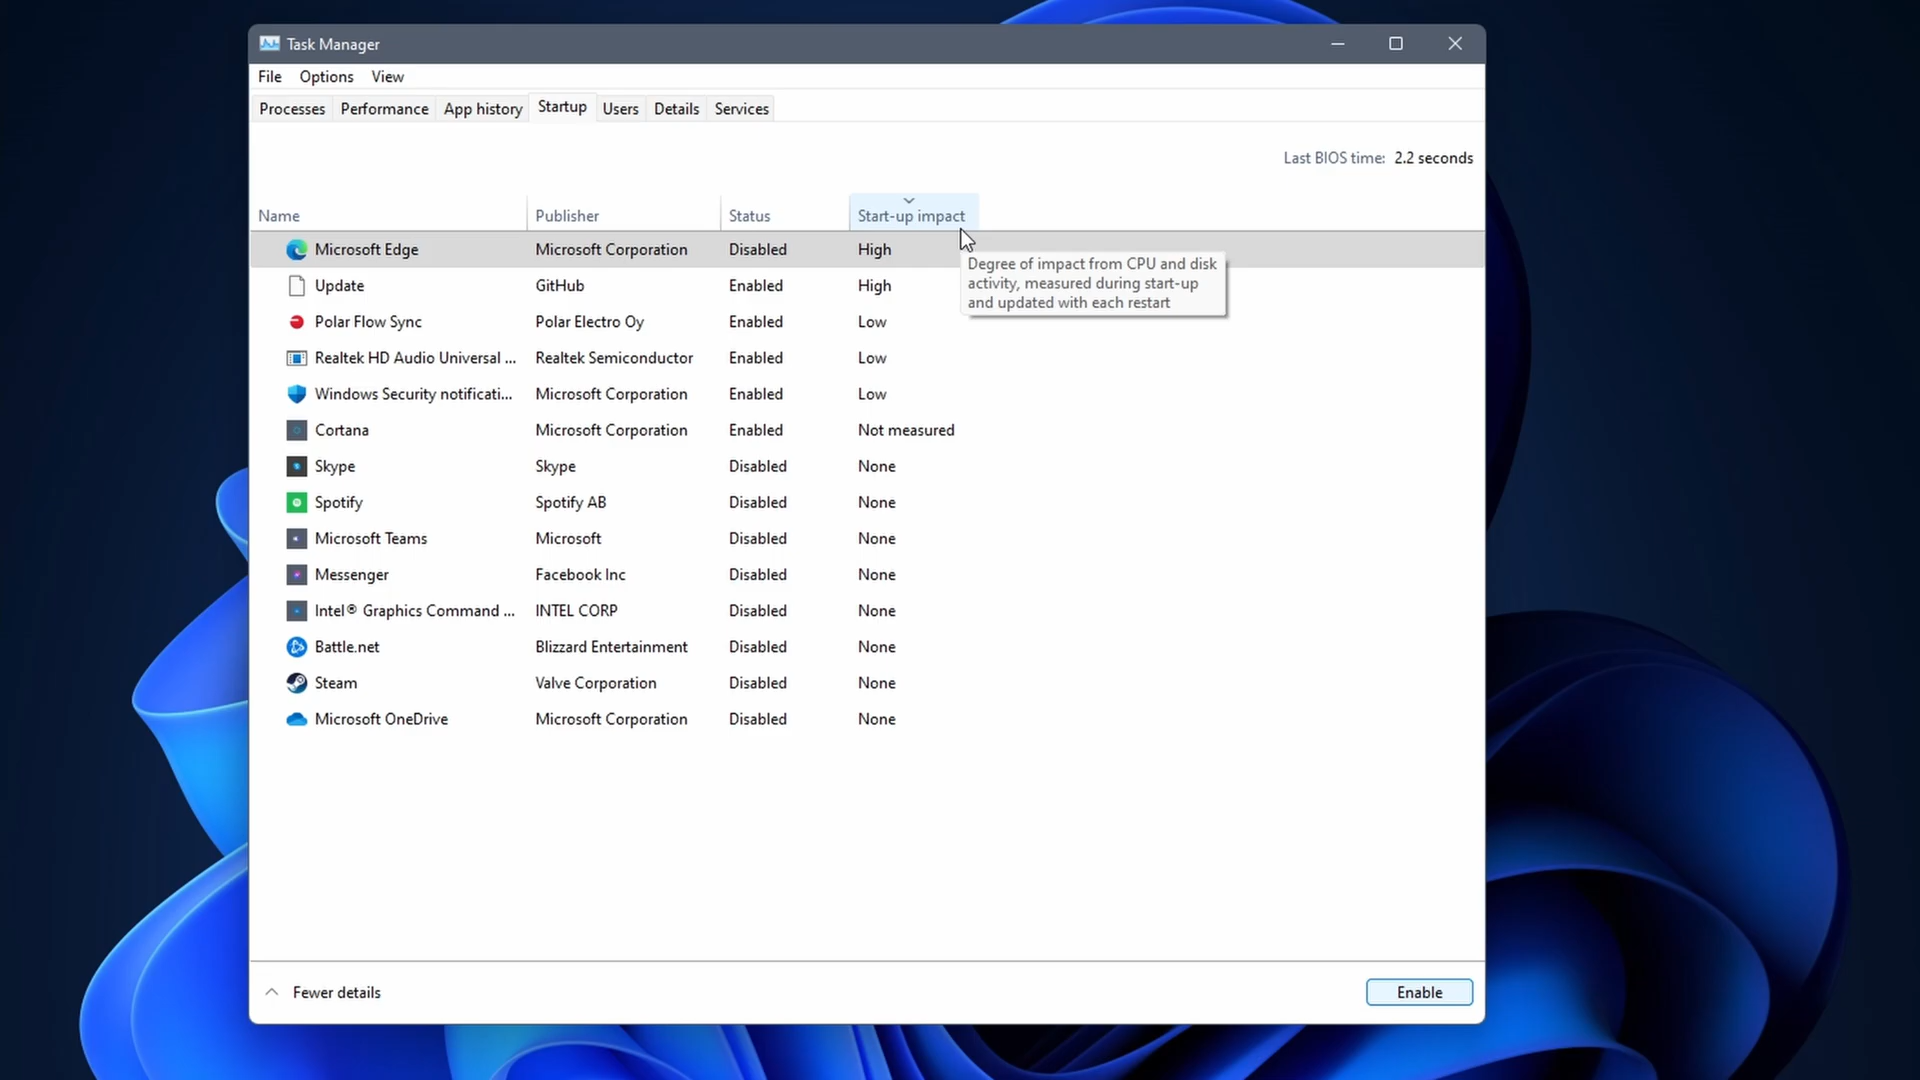 Task Manager
File Options View
Processes Performance App history Startup Users Details Services
Last BIOS time: 2.2 seconds
Name Publisher Status Start-up impact
Microsoft Edge Microsoft Corporation Disabled High
Degree of impact from CPU and disk
activity, measured during start-up
and updated with each restart
Update GitHub Enabled High
Polar Flow Sync Polar Electro Oy Enabled Low
Realtek HD Audio Universal ... Realtek Semiconductor Enabled Low
Windows Security notificati... Microsoft Corporation Enabled Low
Cortana Microsoft Corporation Enabled Not measured
Skype Skype Disabled None
Spotify Spotify AB Disabled None
Microsoft Teams Microsoft Disabled None
Messenger Facebook Inc Disabled None
Intel® Graphics Command ... INTEL CORP Disabled None
Battle.net Blizzard Entertainment Disabled None
Steam Valve Corporation Disabled None
Microsoft OneDrive Microsoft Corporation Disabled None
Fewer details Enable